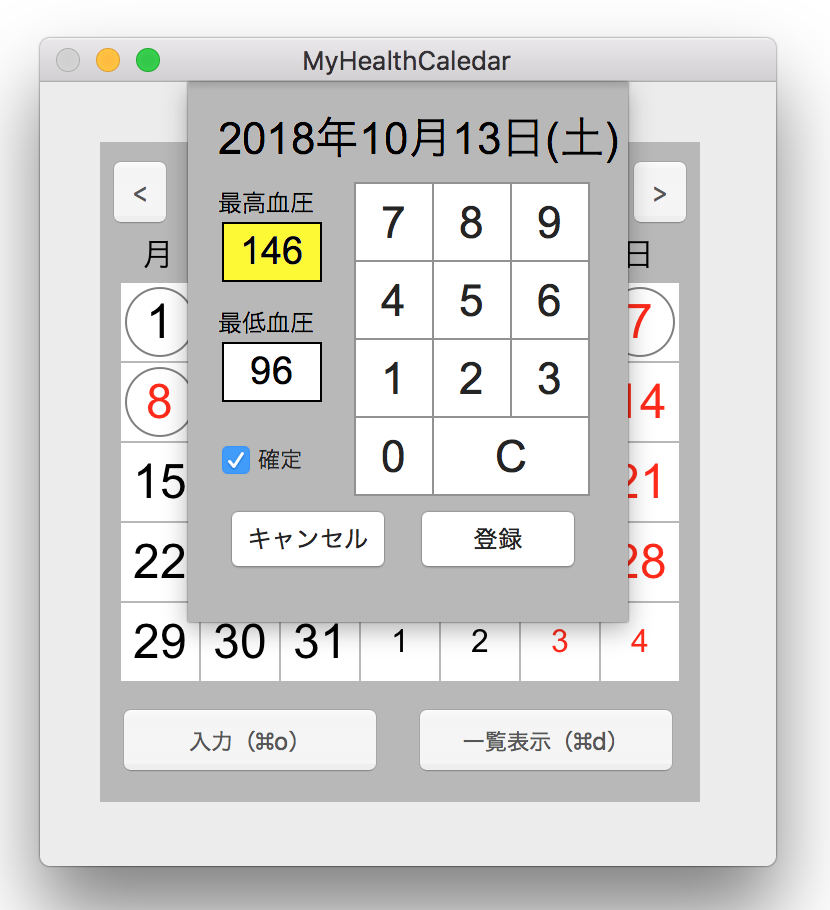 MyHealthCaledar
2018年10月13日(土)
< >
最高血圧
146
最低血圧
96
確定
7 8 9
4 5 6
1 2 3
0 C
キャンセル 登録
月 日
1 7
8 14
15 21
22 28
29 30 31 1 2 3 4
入力（⌘o） 一覧表示（⌘d）